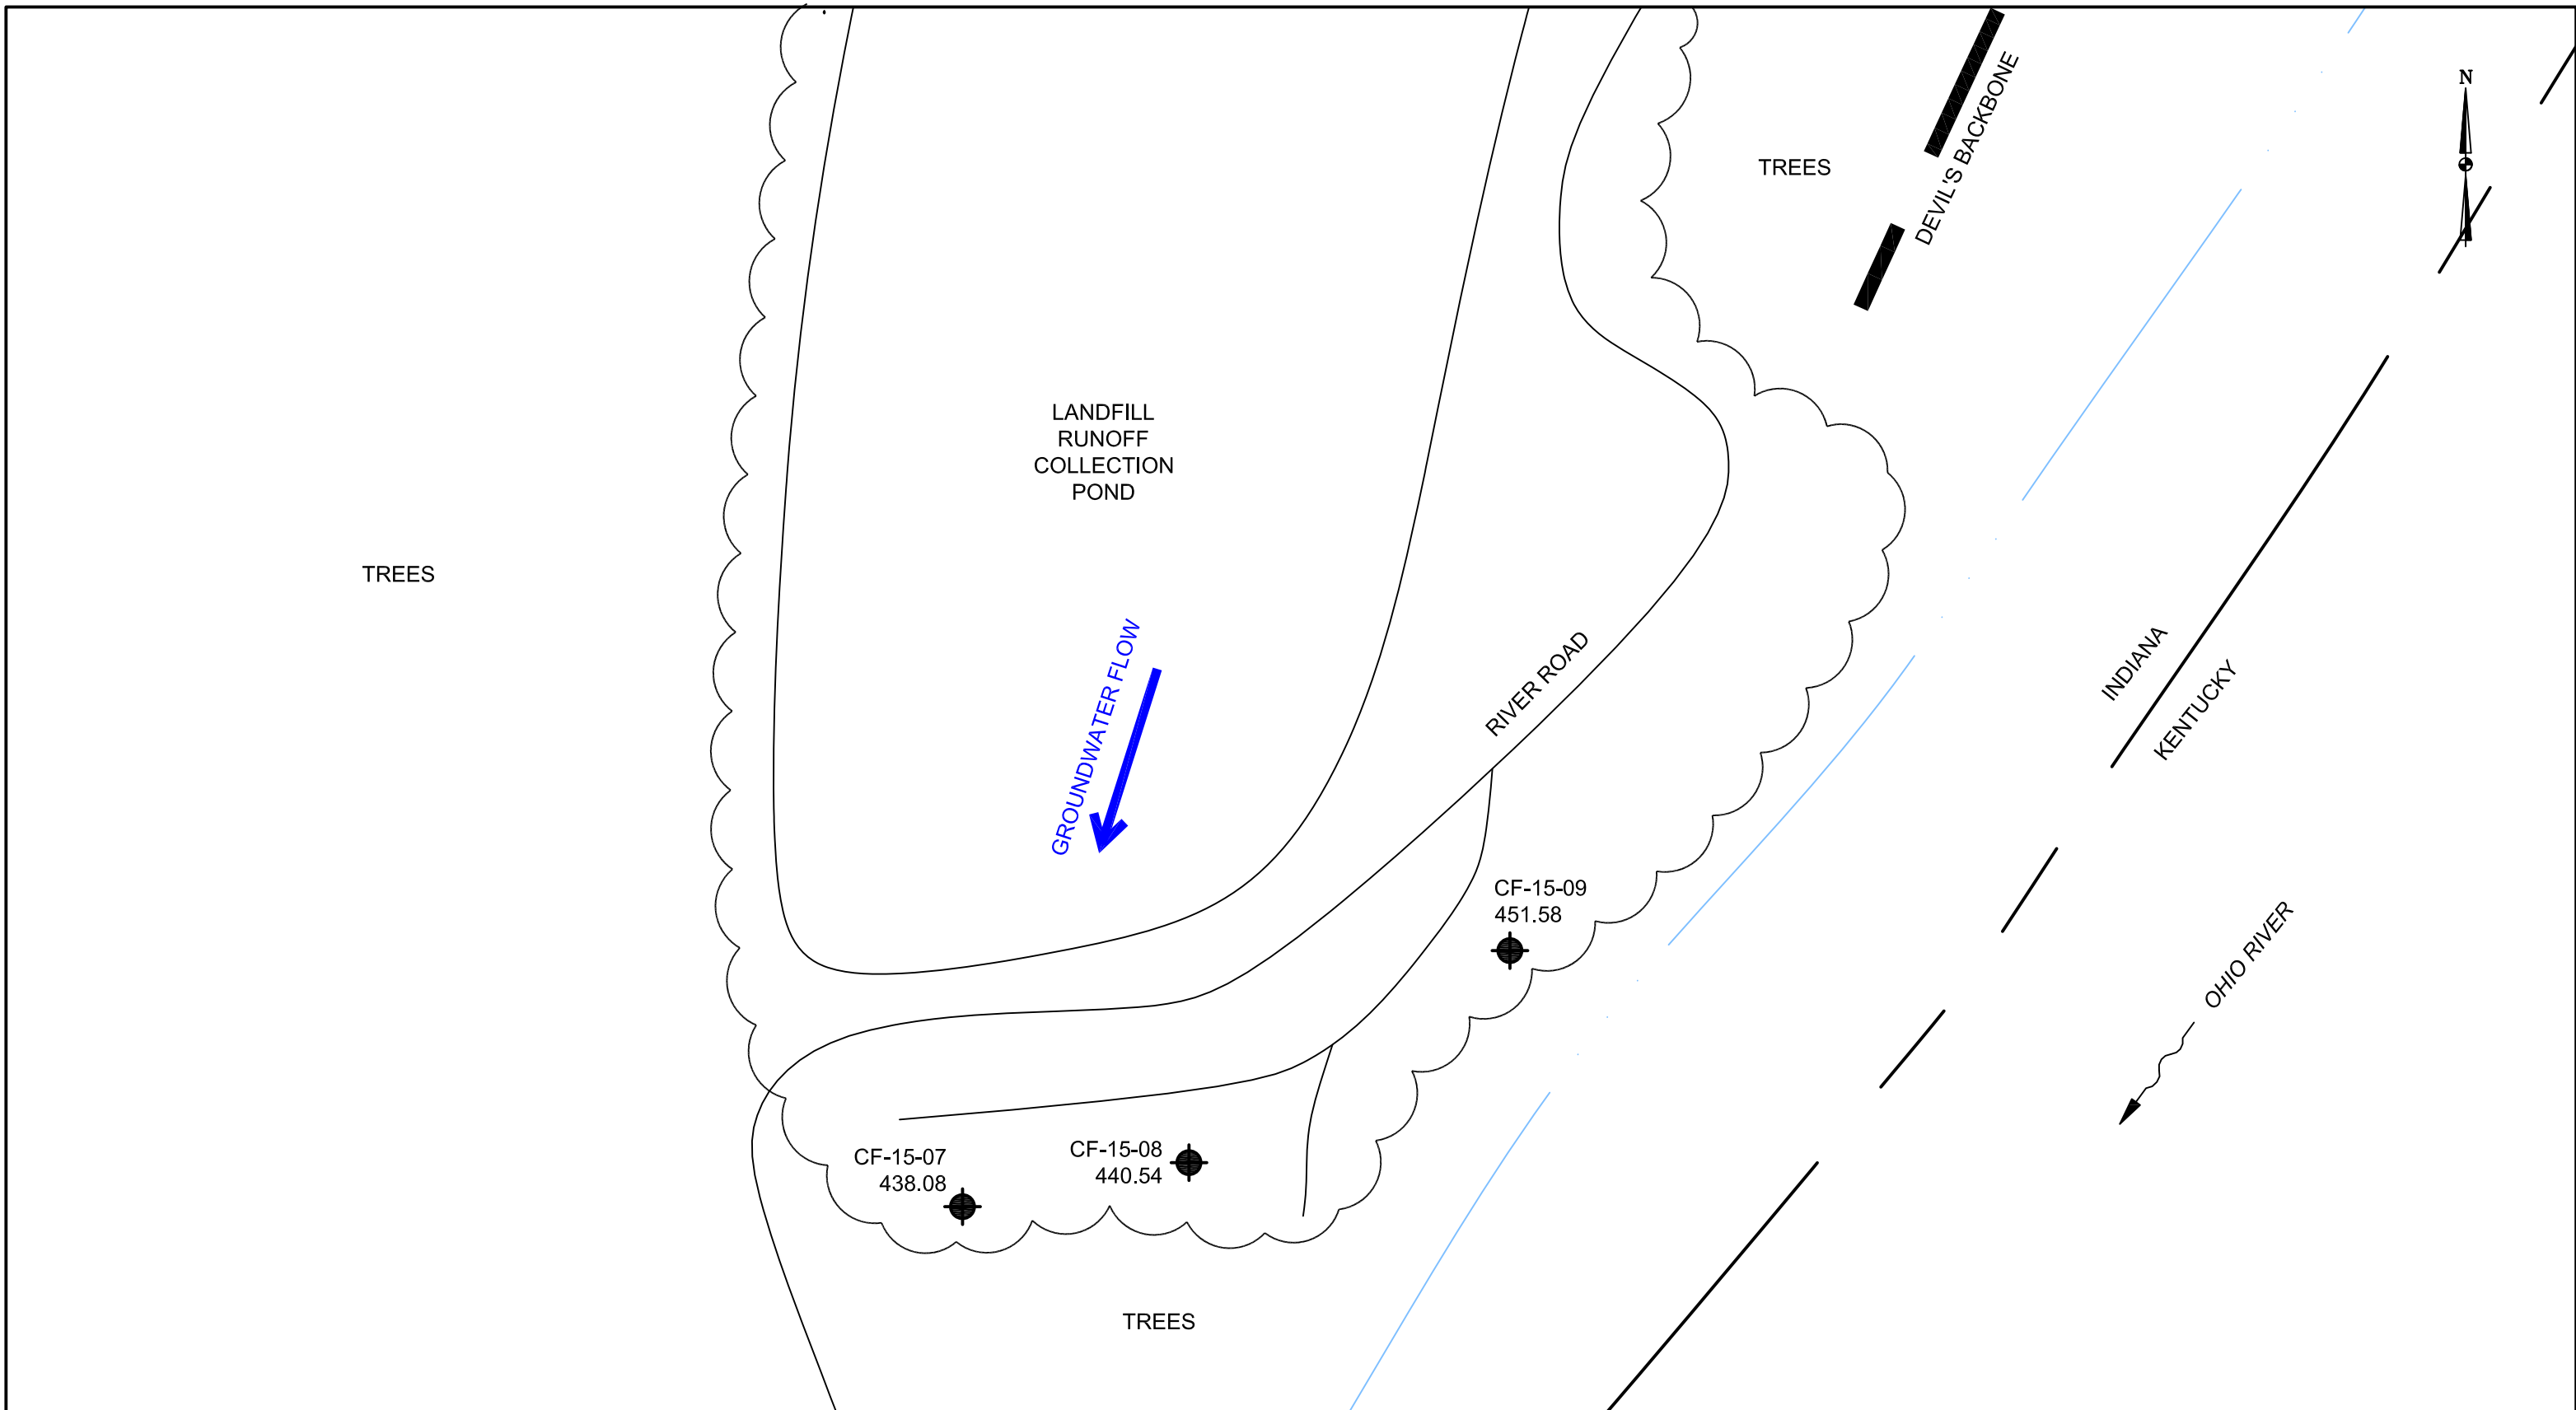 N
DEVIL'S BACKBONE
TREES
LANDFILL
RUNOFF
COLLECTION
POND
TREES
GROUNDWATER FLOW
RIVER ROAD
INDIANA
KENTUCKY
CF-15-09
451.58
OHIO RIVER
CF-15-07
438.08
CF-15-08
440.54
TREES